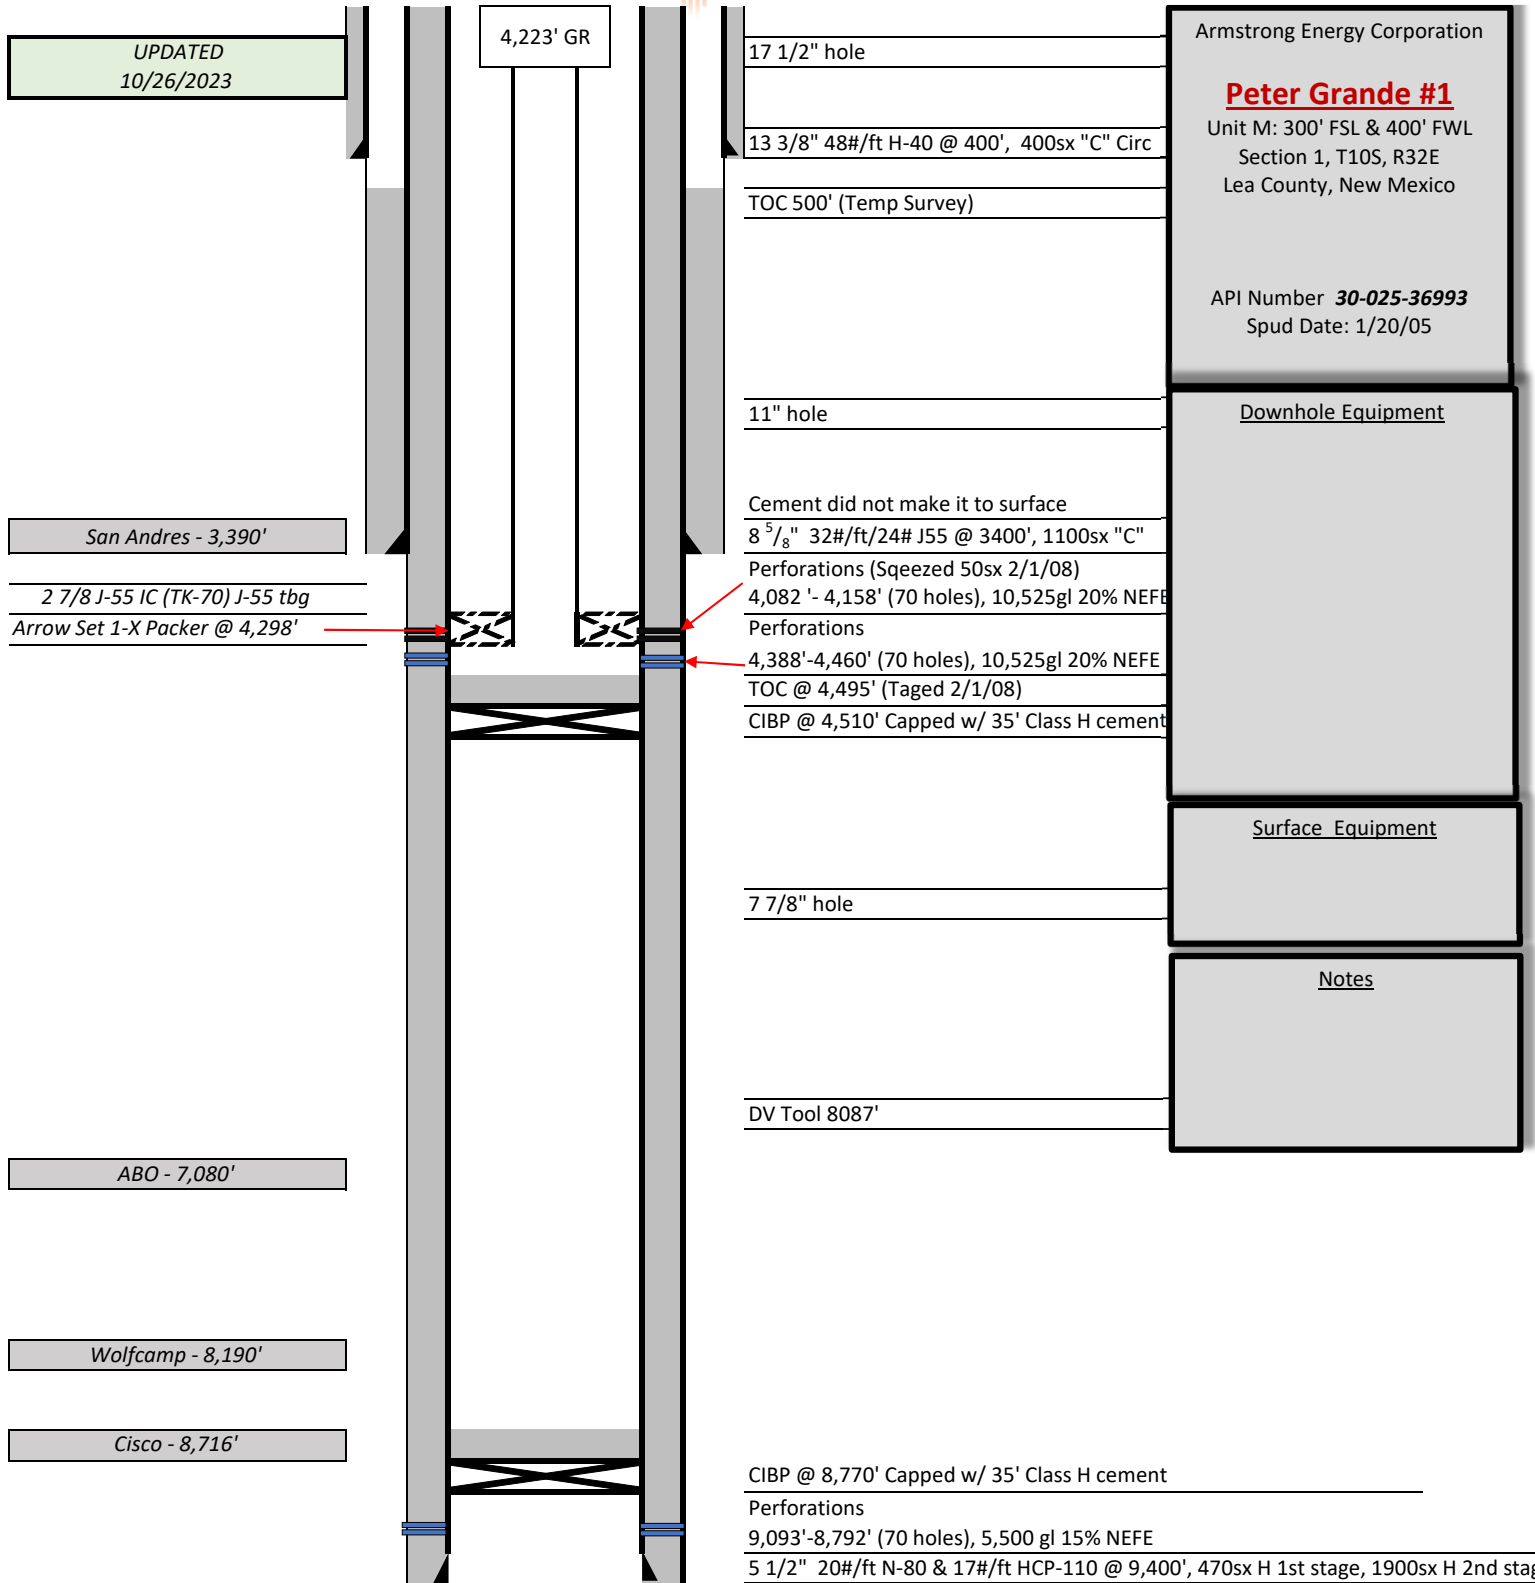 UPDATED
10/26/2023
4,223' GR
17 1/2" hole
13 3/8" 48#/ft H-40 @ 400', 400sx "C" Circ
TOC 500' (Temp Survey)
11" hole
Cement did not make it to surface
8 5/8" 32#/ft/24# J55 @ 3400', 1100sx "C"
Perforations (Sqeezed 50sx 2/1/08)
4,082 '- 4,158' (70 holes), 10,525gl 20% NEFE
Perforations
4,388'-4,460' (70 holes), 10,525gl 20% NEFE
TOC @ 4,495' (Taged 2/1/08)
CIBP @ 4,510' Capped w/ 35' Class H cement
7 7/8" hole
DV Tool 8087'
CIBP @ 8,770' Capped w/ 35' Class H cement
Perforations
9,093'-8,792' (70 holes), 5,500 gl 15% NEFE
5 1/2" 20#/ft N-80 & 17#/ft HCP-110 @ 9,400', 470sx H 1st stage, 1900sx H 2nd stag
San Andres - 3,390'
2 7/8 J-55 IC (TK-70) J-55 tbg
Arrow Set 1-X Packer @ 4,298'
ABO - 7,080'
Wolfcamp - 8,190'
Cisco - 8,716'
Armstrong Energy Corporation
Peter Grande #1
Unit M: 300' FSL & 400' FWL
Section 1, T10S, R32E
Lea County, New Mexico
API Number 30-025-36993
Spud Date: 1/20/05
Downhole Equipment
Surface Equipment
Notes